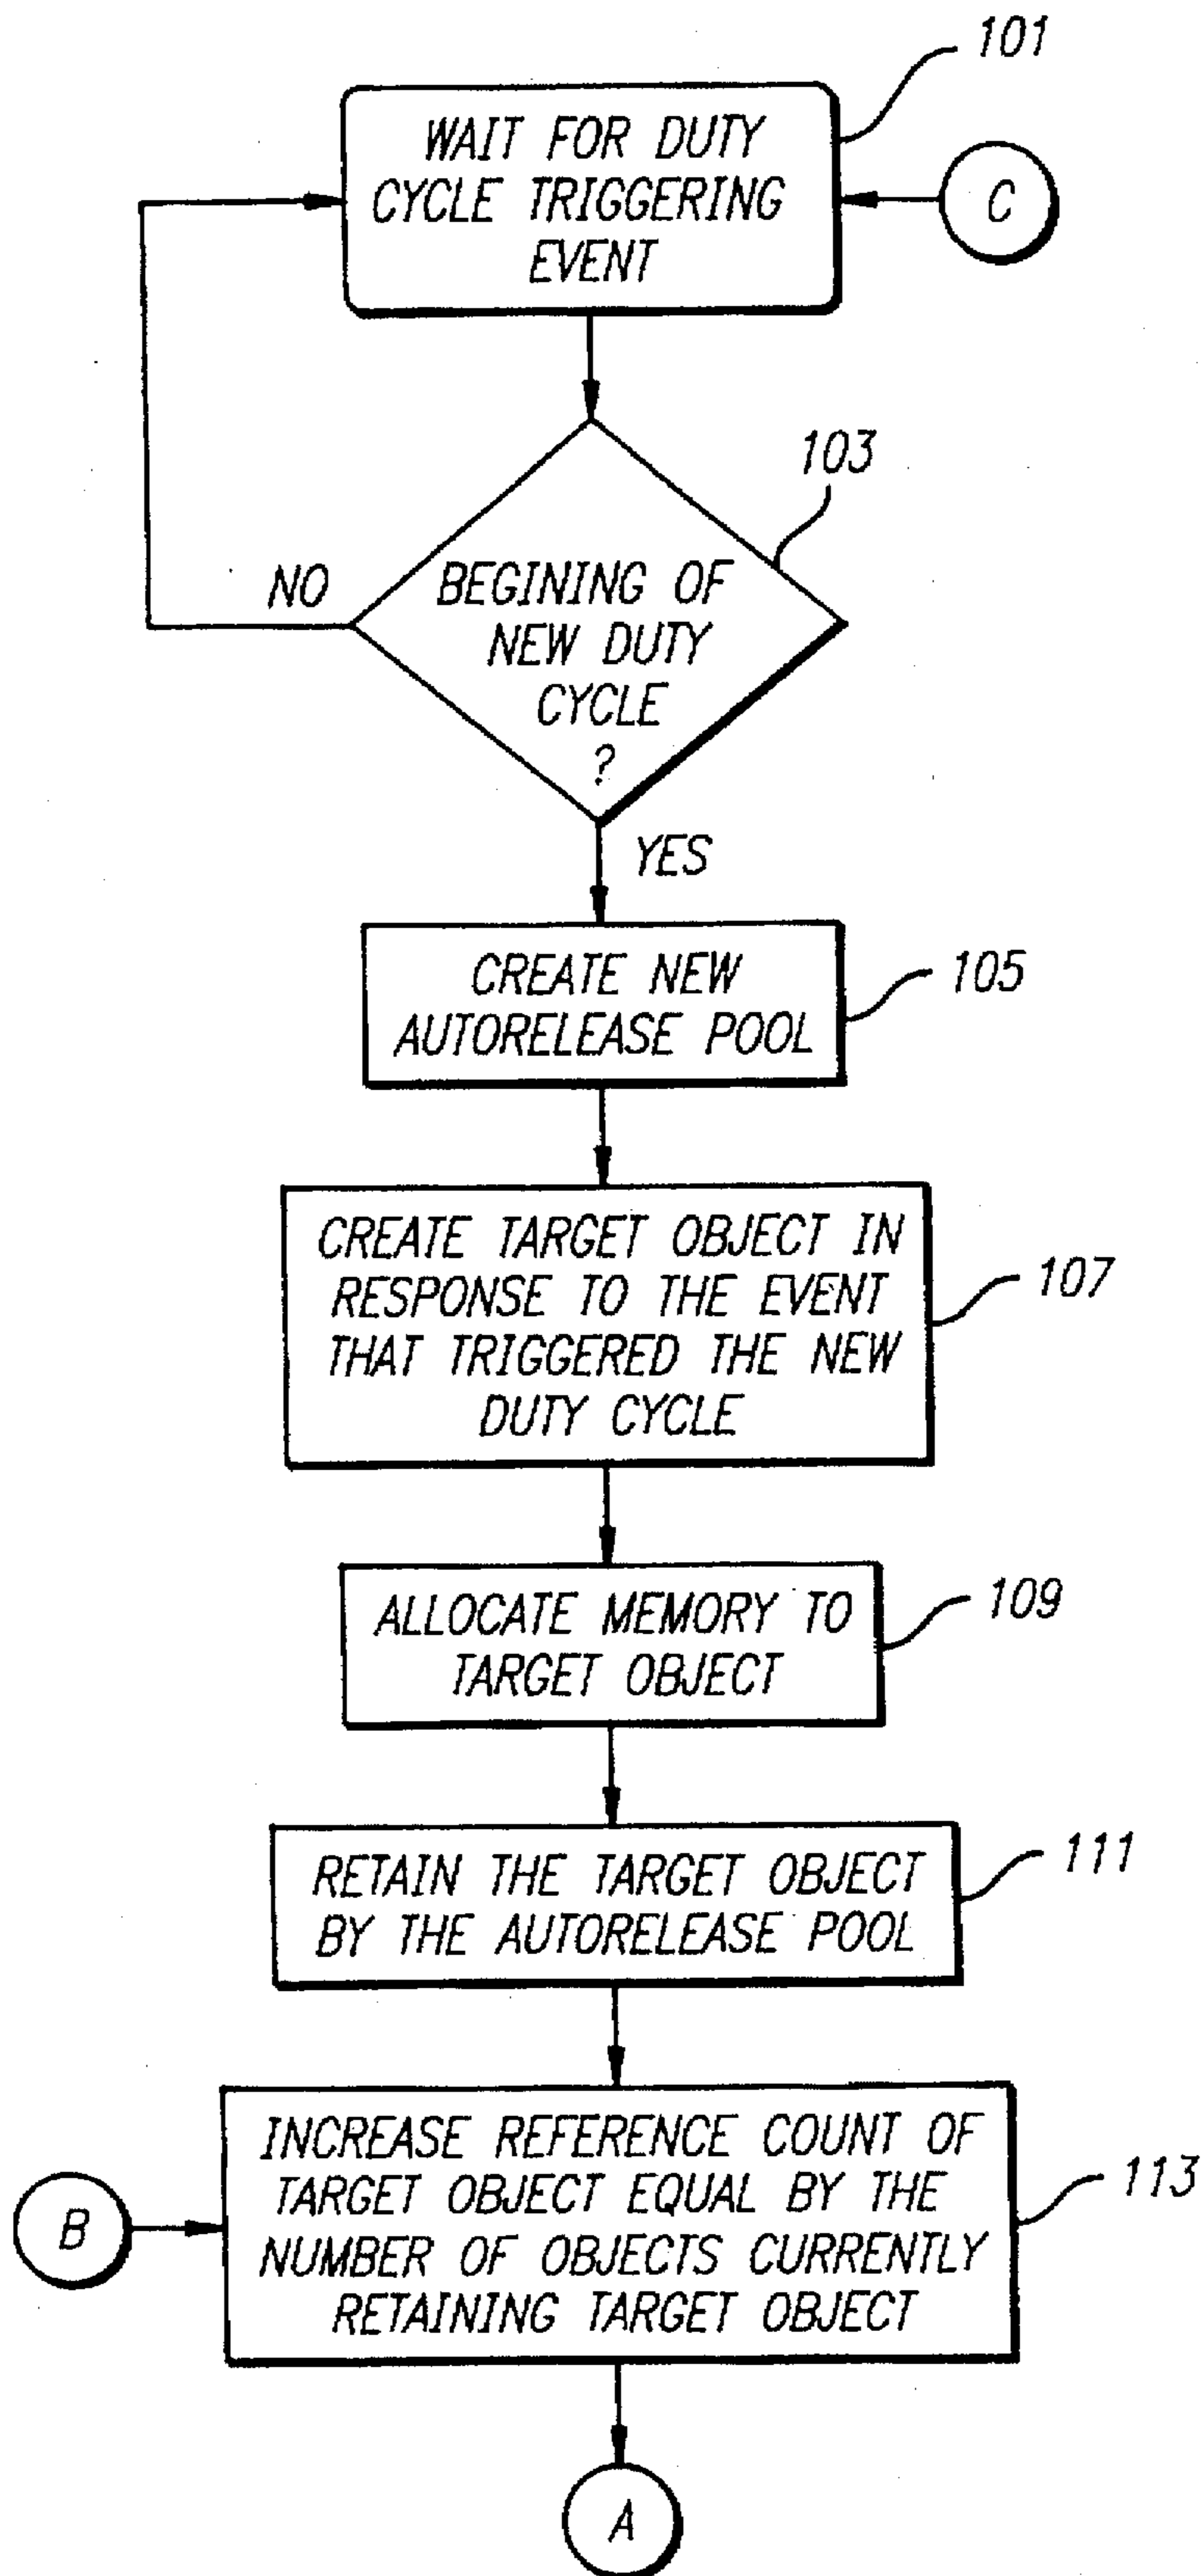 101
WAIT FOR DUTY
CYCLE TRIGGERING
EVENT
C
103
NO
BEGINING OF
NEW DUTY
CYCLE
?
YES
CREATE NEW
AUTORELEASE POOL
105
CREATE TARGET OBJECT IN
RESPONSE TO THE EVENT
THAT TRIGGERED THE NEW
DUTY CYCLE
107
ALLOCATE MEMORY TO
TARGET OBJECT
109
RETAIN THE TARGET OBJECT
BY THE AUTORELEASE POOL
111
INCREASE REFERENCE COUNT OF
TARGET OBJECT EQUAL BY THE
NUMBER OF OBJECTS CURRENTLY
RETAINING TARGET OBJECT
113
B
A